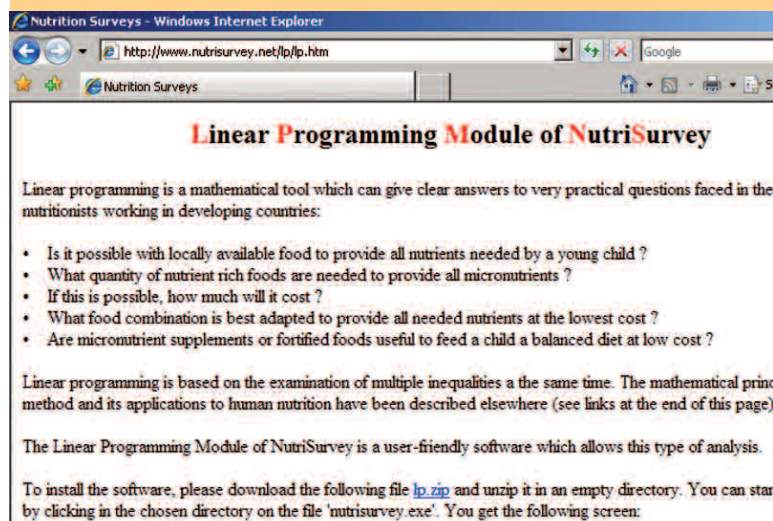 Nutrition Surveys - Windows Internet Explorer
http://www.nutrisurvey.net/lp/lp.htm
Google
Nutrition Surveys
Linear Programming Module of NutriSurvey
Linear programming is a mathematical tool which can give clear answers to very practical questions faced in the
nutritionists working in developing countries:
• Is it possible with locally available food to provide all nutrients needed by a young child ?
• What quantity of nutrient rich foods are needed to provide all micronutrients ?
• If this is possible, how much will it cost ?
• What food combination is best adapted to provide all needed nutrients at the lowest cost ?
• Are micronutrient supplements or fortified foods useful to feed a child a balanced diet at low cost ?
Linear programming is based on the examination of multiple inequalities a the same time. The mathematical princ
method and its applications to human nutrition have been described elsewhere (see links at the end of this page)
The Linear Programming Module of NutriSurvey is a user-friendly software which allows this type of analysis.
To install the software, please download the following file lp.zip and unzip it in an empty directory. You can star
by clicking in the chosen directory on the file 'nutrisurvey.exe'. You get the following screen: